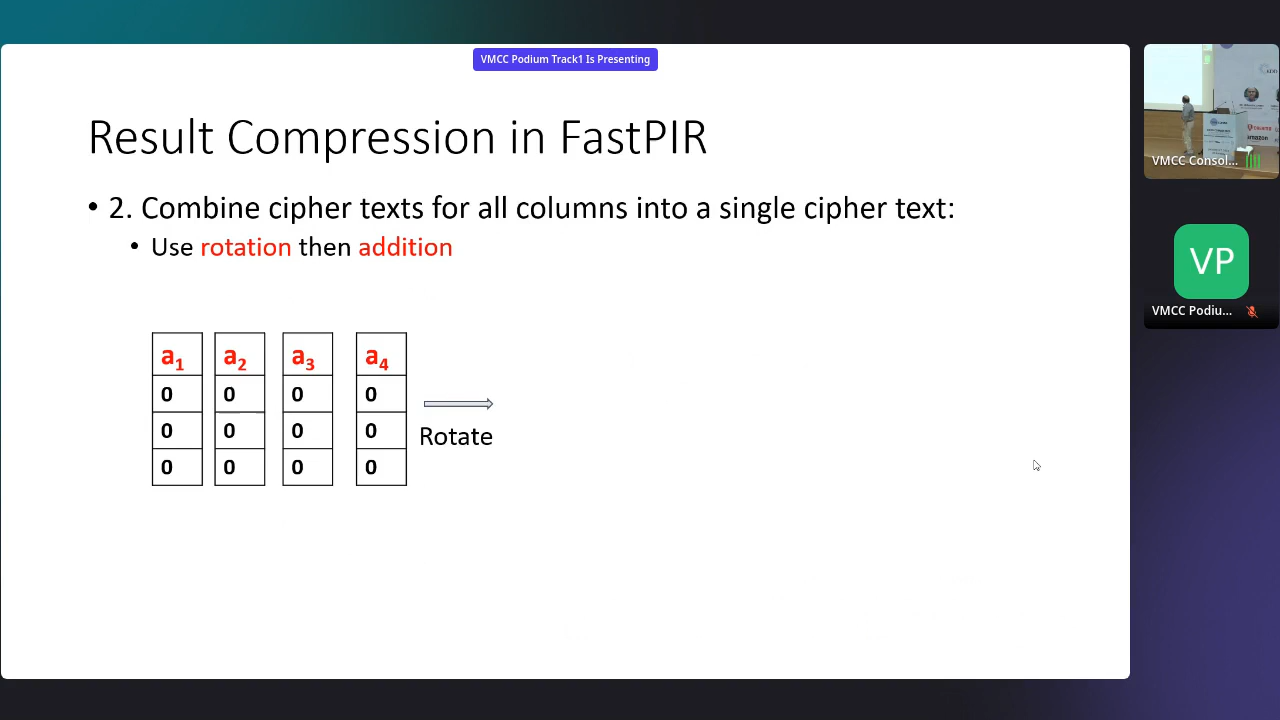 VMCC Podium Track1 Is Presenting
Result Compression in FastPIR
• 2. Combine cipher texts for all columns into a single cipher text:
• Use rotation then addition
a1 a2 a3 a4
0 0 0 0
0 0 0 0
0 0 0 0
Rotate
VMCC Consol...
VP
VMCC Podiu...
amazon